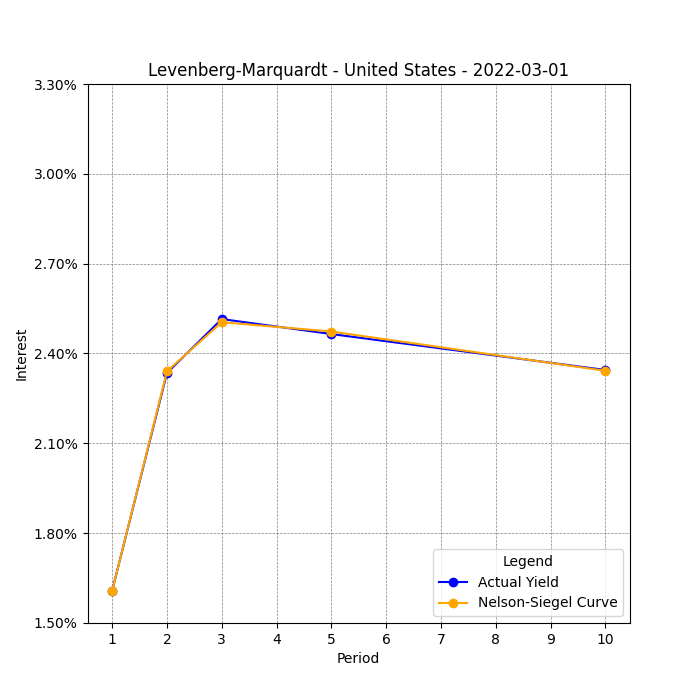 Levenberg-Marquardt - United States - 2022-03-01
3.30%
3.00%
2.70%
2.40%
2.10%
1.80%
1.50%
Interest
1 2 3 4 5 6 7 8 9 10
Period
Legend
Actual Yield
Nelson-Siegel Curve